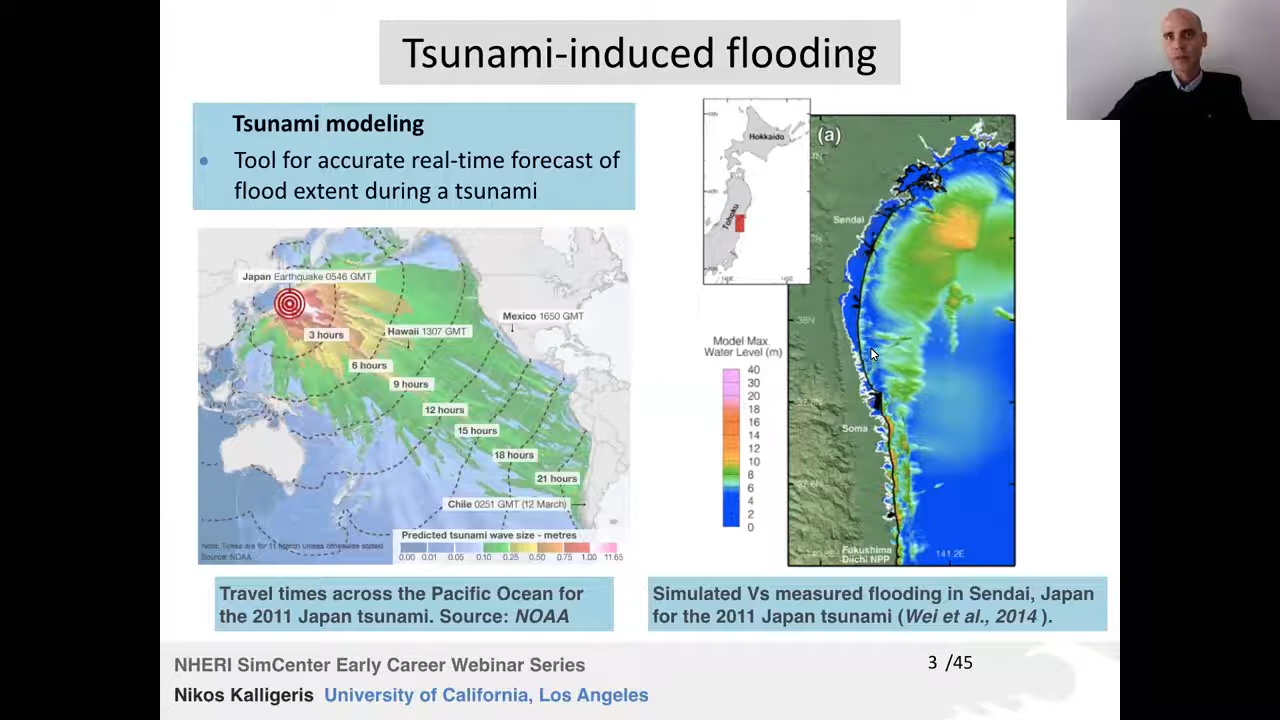 Tsunami-induced flooding
Tsunami modeling
• Tool for accurate real-time forecast of
flood extent during a tsunami
Japan Earthquake 0546 GMT
Mexico 1650 GMT
Hawaii 1307 GMT
3 hours
6 hours
9 hours
12 hours
15 hours
18 hours
21 hours
Chile 0251 GMT (12 March)
Predicted tsunami wave size - metres
0.00 0.01 0.05 0.10 0.25 0.50 0.75 1.00 11.65
Note: Times are for 11 March unless otherwise stated
Source: NOAA
Travel times across the Pacific Ocean for
the 2011 Japan tsunami. Source: NOAA
Hokkaido
Tohoku
(a)
Sendai
38N
Soma
Fukushima
Diichi NPP
141.2E
Model Max.
Water Level (m)
40
30
20
18
16
14
12
10
8
6
4
2
0
Simulated Vs measured flooding in Sendai, Japan
for the 2011 Japan tsunami (Wei et al., 2014 ).
NHERI SimCenter Early Career Webinar Series
3 /45
Nikos Kalligeris University of California, Los Angeles